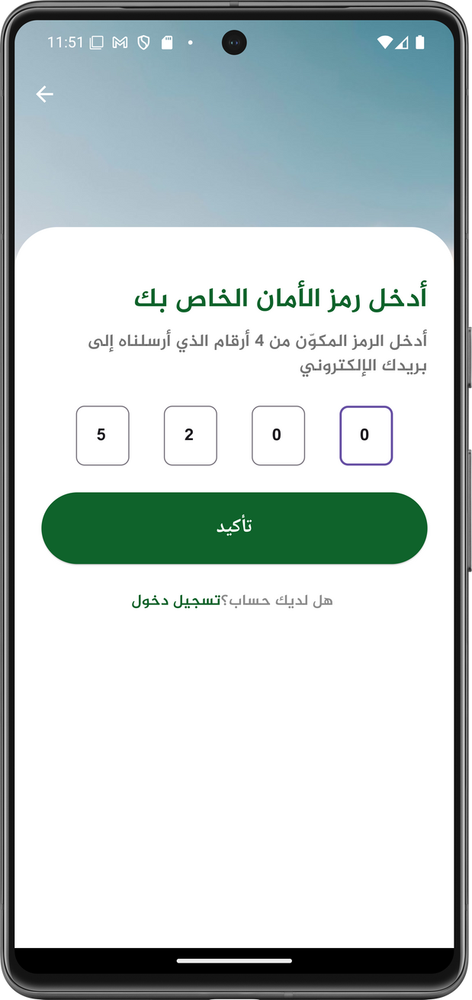 11:51
أدخل رمز الأمان الخاص بك
أدخل الرمز المكوّن من 4 أرقام الذي أرسلناه إلى
بريدك الإلكتروني
5 2 0 0
تأكيد
هل لديك حساب؟تسجيل دخول